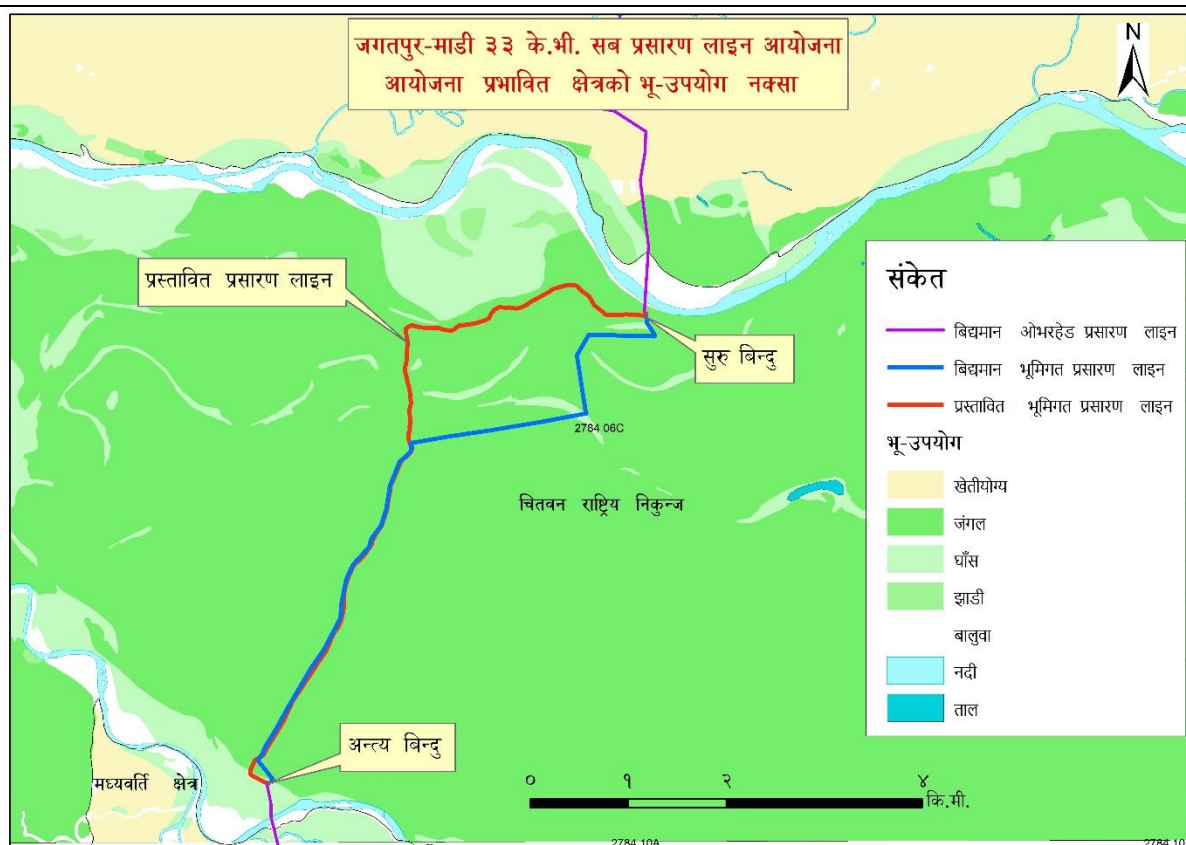 जगतपुर-माडी ३३ के.भी. सब प्रसारण लाइन आयोजना
आयोजना प्रभावित क्षेत्रको भू-उपयोग नक्सा
N
प्रस्तावित प्रसारण लाइन
सुरु बिन्दु
2784 06C
चितवन राष्ट्रिय निकुन्ज
अन्त्य बिन्दु
मध्यवर्ति क्षेत्र
संकेत
बिद्यमान ओभरहेड प्रसारण लाइन
बिद्यमान भूमिगत प्रसारण लाइन
प्रस्तावित भूमिगत प्रसारण लाइन
भू-उपयोग
खेतीयोग्य
जंगल
घाँस
झाडी
बालुवा
नदी
ताल
० १ २ ४
कि.मी.
2784 10A
2784 10